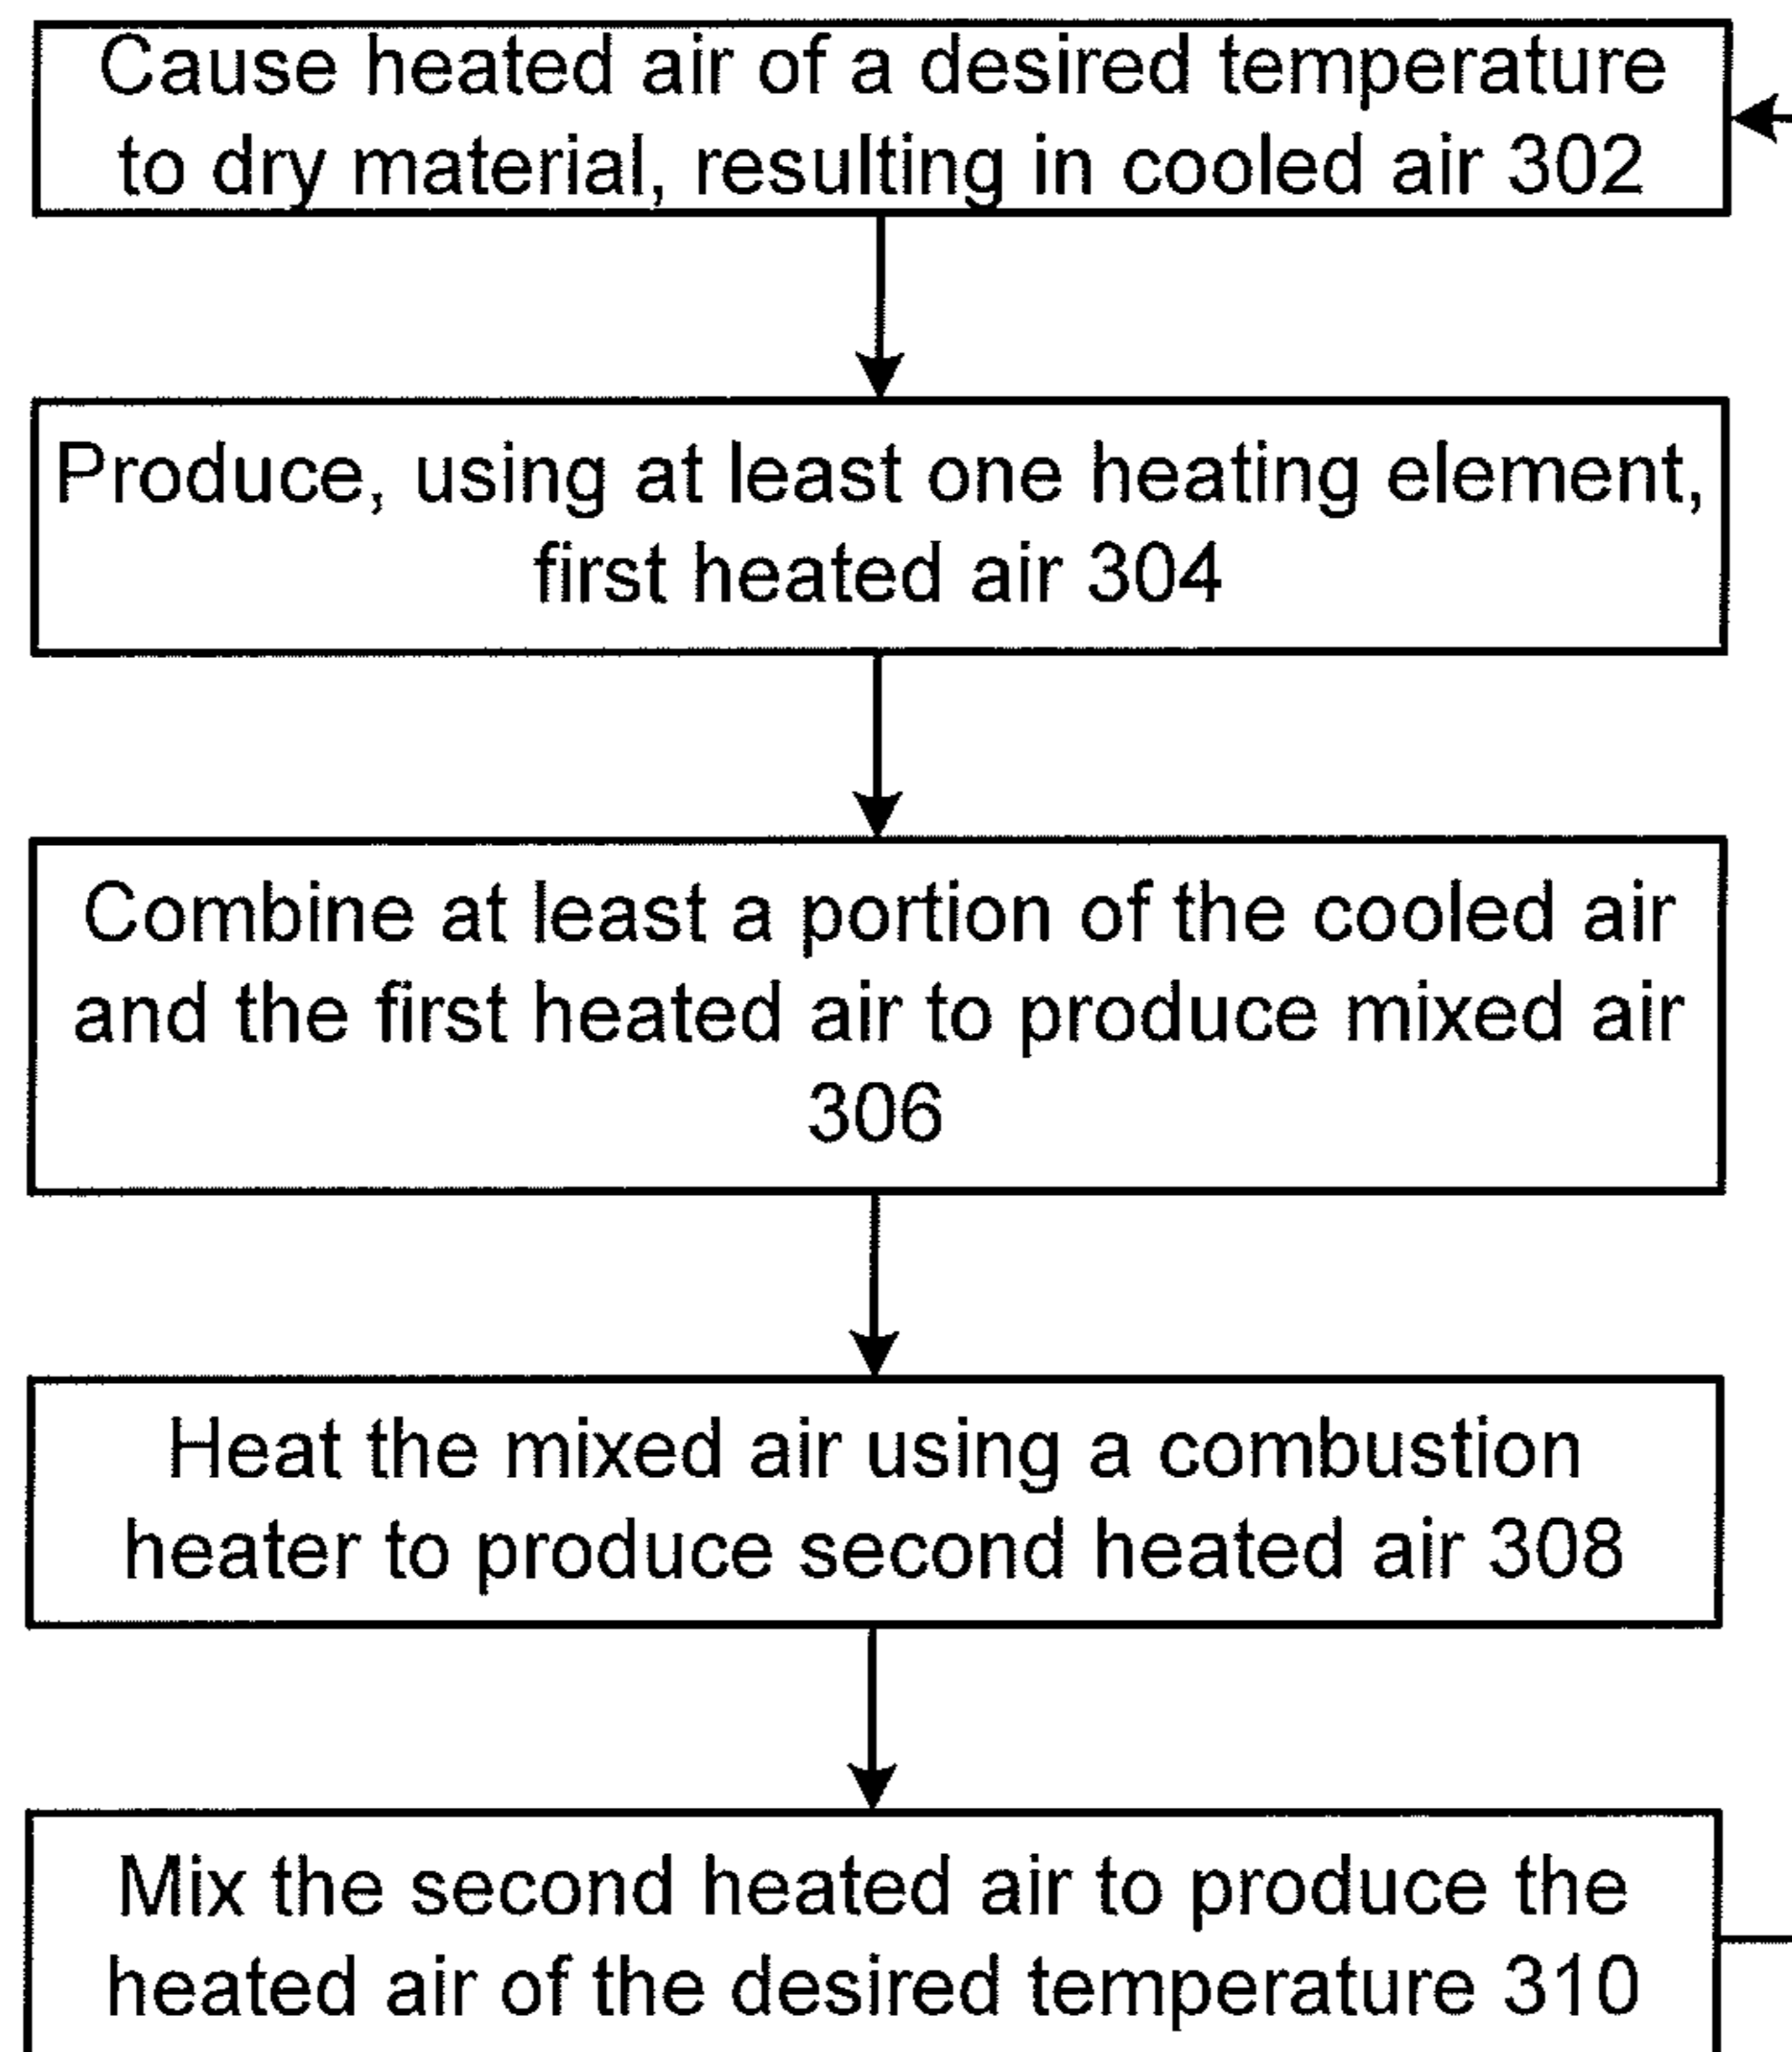 Cause heated air of a desired temperature
to dry material, resulting in cooled air 302
Produce, using at least one heating element,
first heated air 304
Combine at least a portion of the cooled air
and the first heated air to produce mixed air
306
Heat the mixed air using a combustion
heater to produce second heated air 308
Mix the second heated air to produce the
heated air of the desired temperature 310